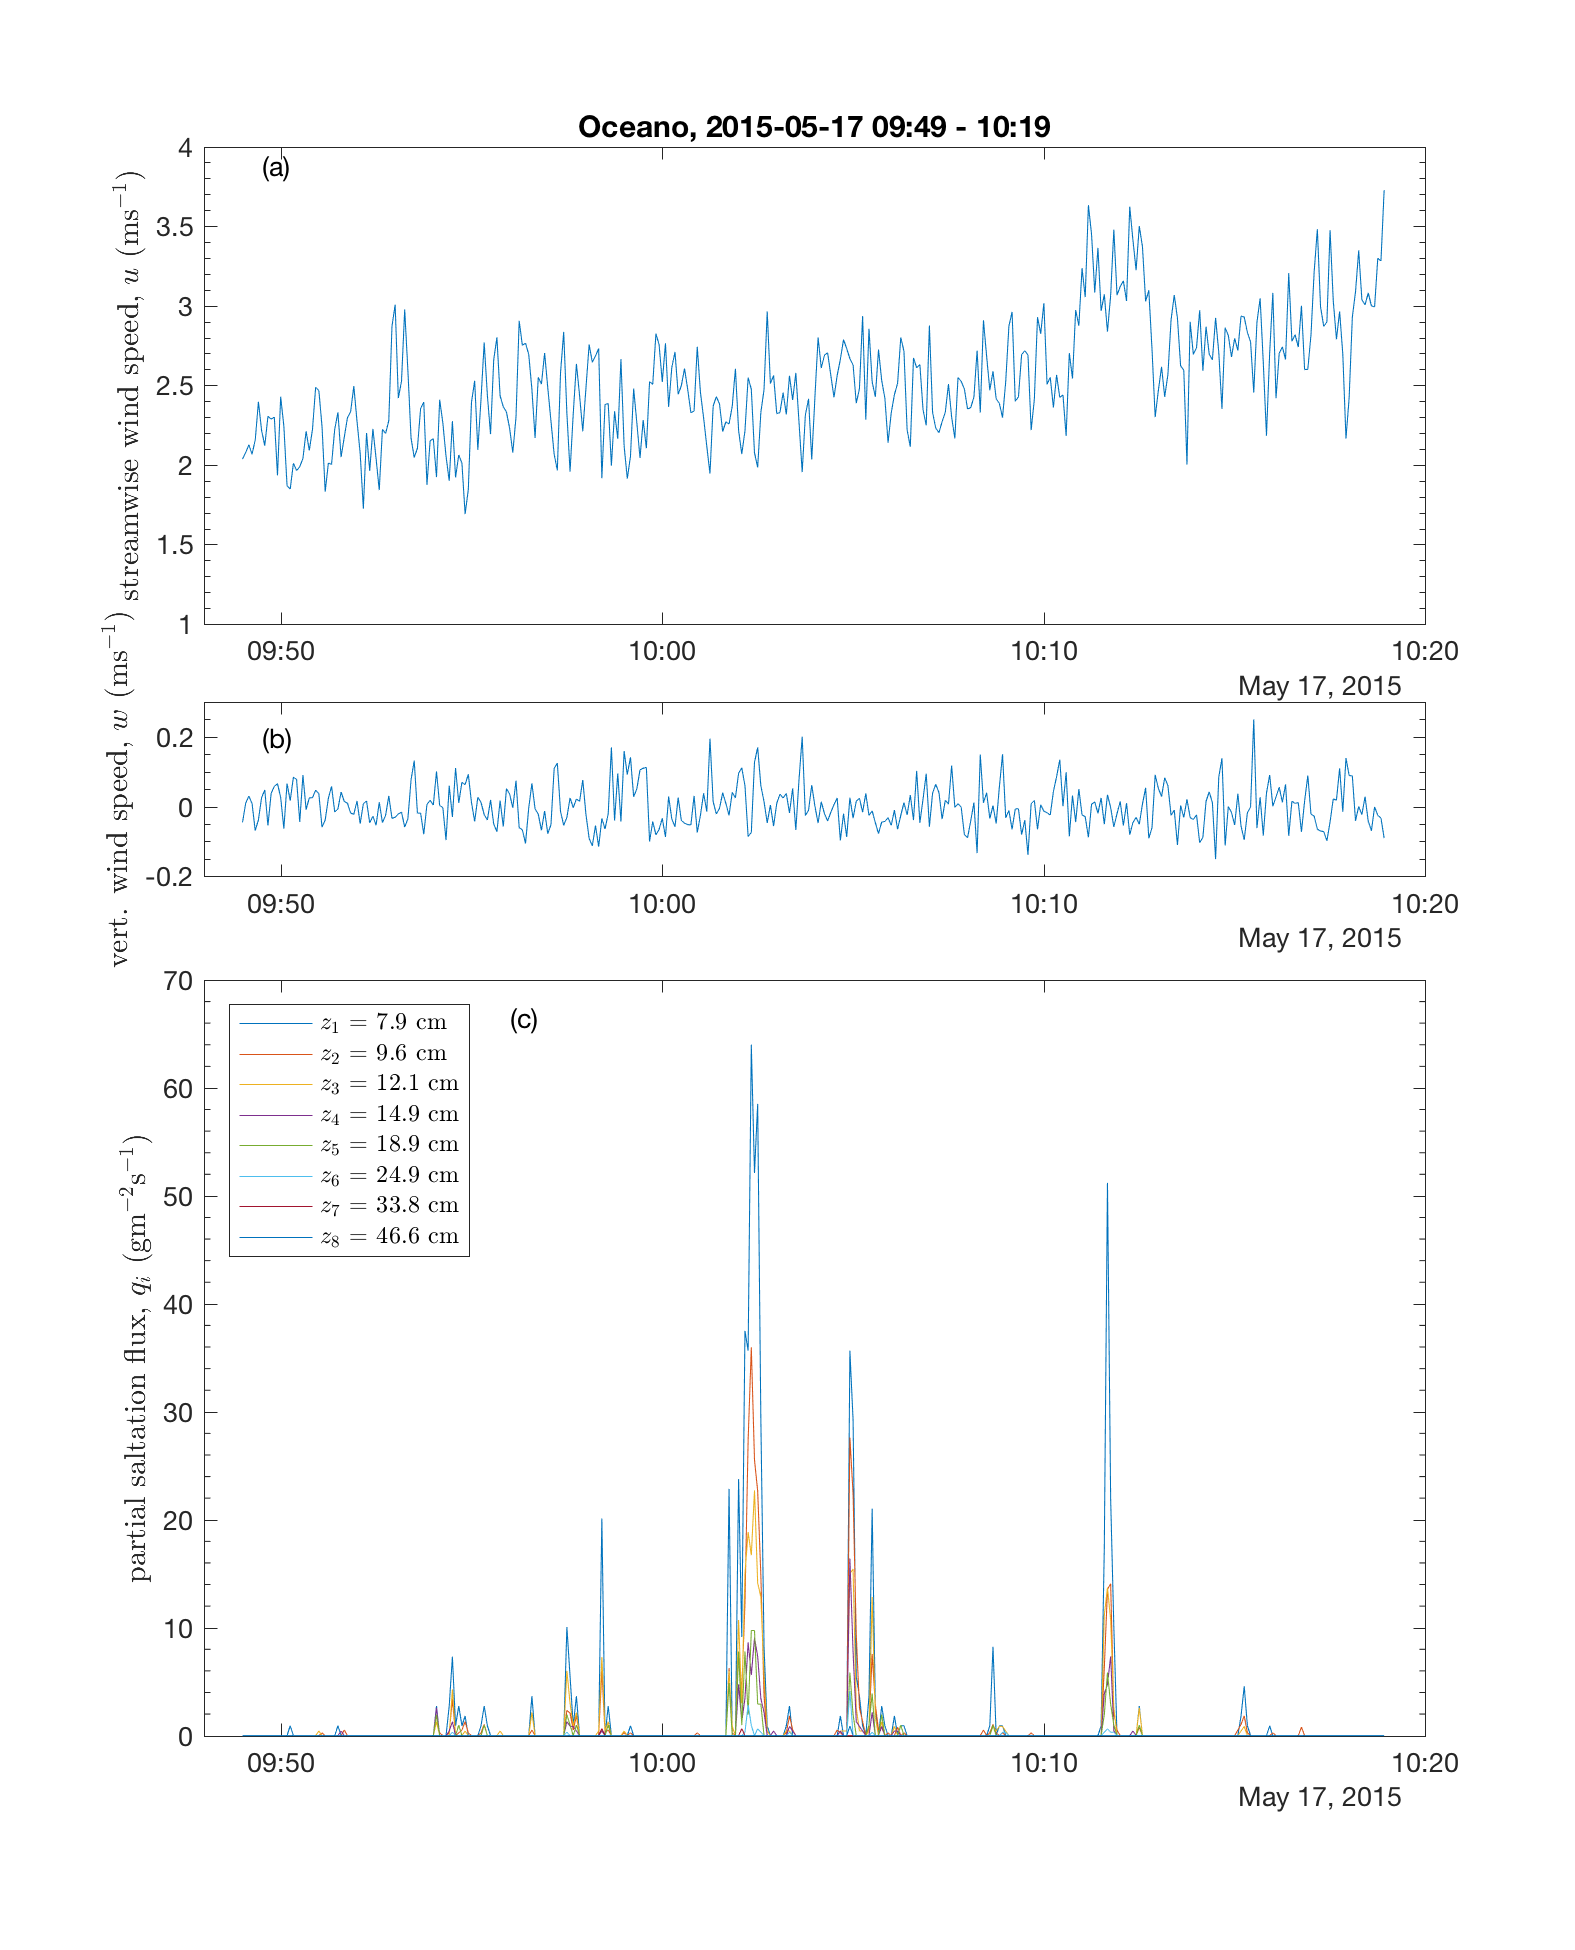 Oceano, 2015-05-17 09:49 - 10:19
(a)
streamwise wind speed, u (ms⁻¹)
4
3.5
3
2.5
2
1.5
1
09:50 10:00 10:10 10:20
May 17, 2015
(b)
vert. wind speed, w (ms⁻¹)
0.2
0
-0.2
09:50 10:00 10:10 10:20
May 17, 2015
(c)
partial saltation flux, qᵢ (gm⁻²s⁻¹)
70
60
50
40
30
20
10
0
z₁ = 7.9 cm
z₂ = 9.6 cm
z₃ = 12.1 cm
z₄ = 14.9 cm
z₅ = 18.9 cm
z₆ = 24.9 cm
z₇ = 33.8 cm
z₈ = 46.6 cm
09:50 10:00 10:10 10:20
May 17, 2015